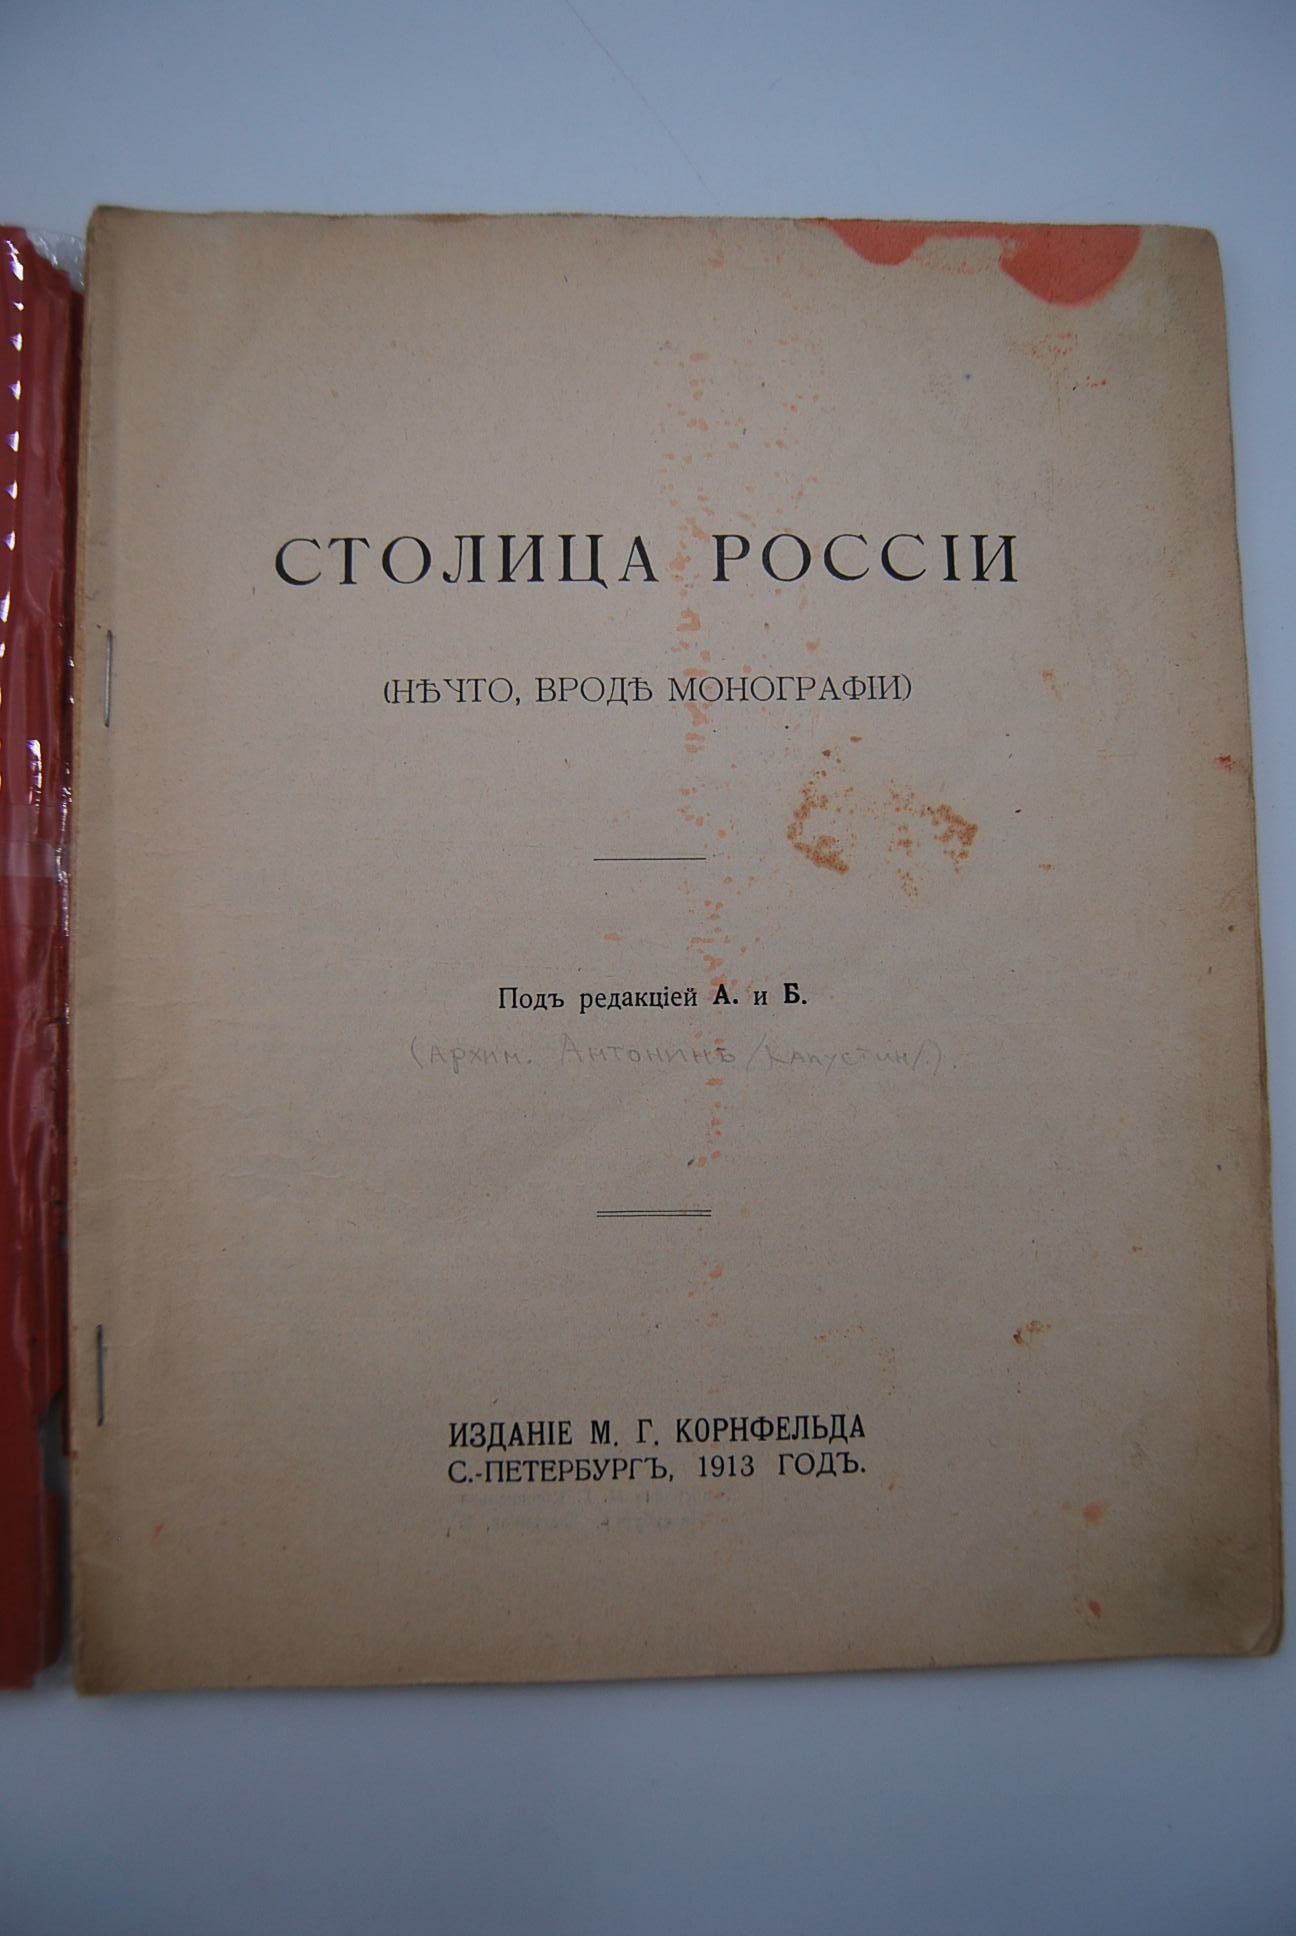 СТОЛИЦА РОССІИ
(НѢЧТО, ВРОДѢ МОНОГРАФІИ)
Подъ редакціей А. и Б.
(Архим. Антонинъ /Капустин/.).
ИЗДАНІЕ М. Г. КОРНФЕЛЬДА
С.-ПЕТЕРБУРГЪ, 1913 ГОДЪ.